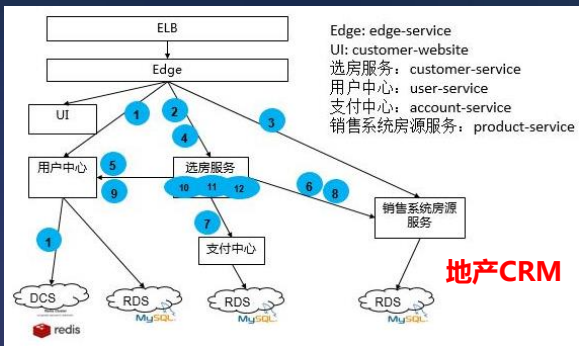 ELB
Edge
Edge: edge-service
UI: customer-website
选房服务：customer-service
用户中心：user-service
支付中心：account-service
销售系统房源服务：product-service
1
2
3
4
UI
用户中心
5
9
选房服务
10
11
12
6
8
销售系统房源
服务
7
支付中心
1
地产CRM
DCS
RDS
RDS
RDS
redis
MySQL
MySQL
MySQL